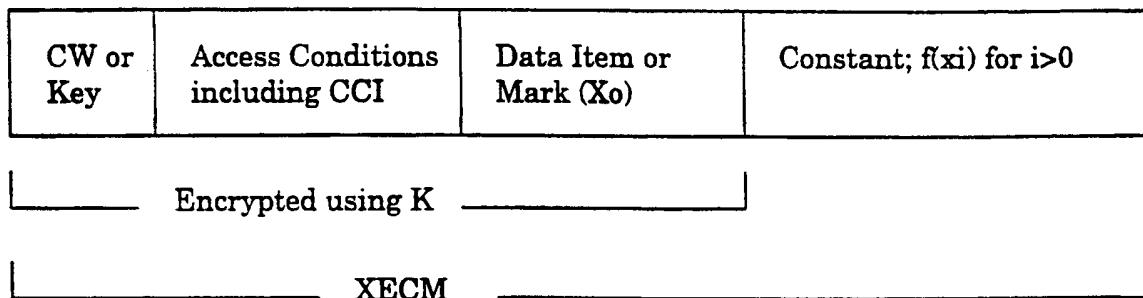 CW or
Key
Access Conditions
including CCI
Data Item or
Mark (Xo)
Constant; f(xi) for i>0
Encrypted using K
XECM